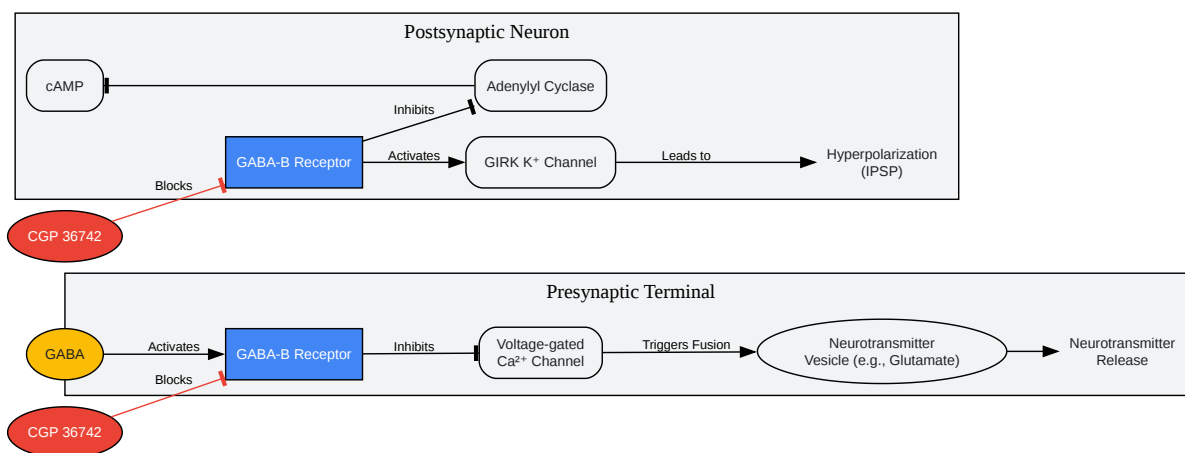 Postsynaptic Neuron
cAMP
Adenylyl Cyclase
Inhibits
GABA-B Receptor
Activates
GIRK K⁺ Channel
Leads to
Hyperpolarization
(IPSP)
Blocks
CGP 36742
Presynaptic Terminal
GABA
Activates
GABA-B Receptor
Inhibits
Voltage-gated
Ca²⁺ Channel
Triggers Fusion
Neurotransmitter
Vesicle (e.g., Glutamate)
Neurotransmitter
Release
Blocks
CGP 36742